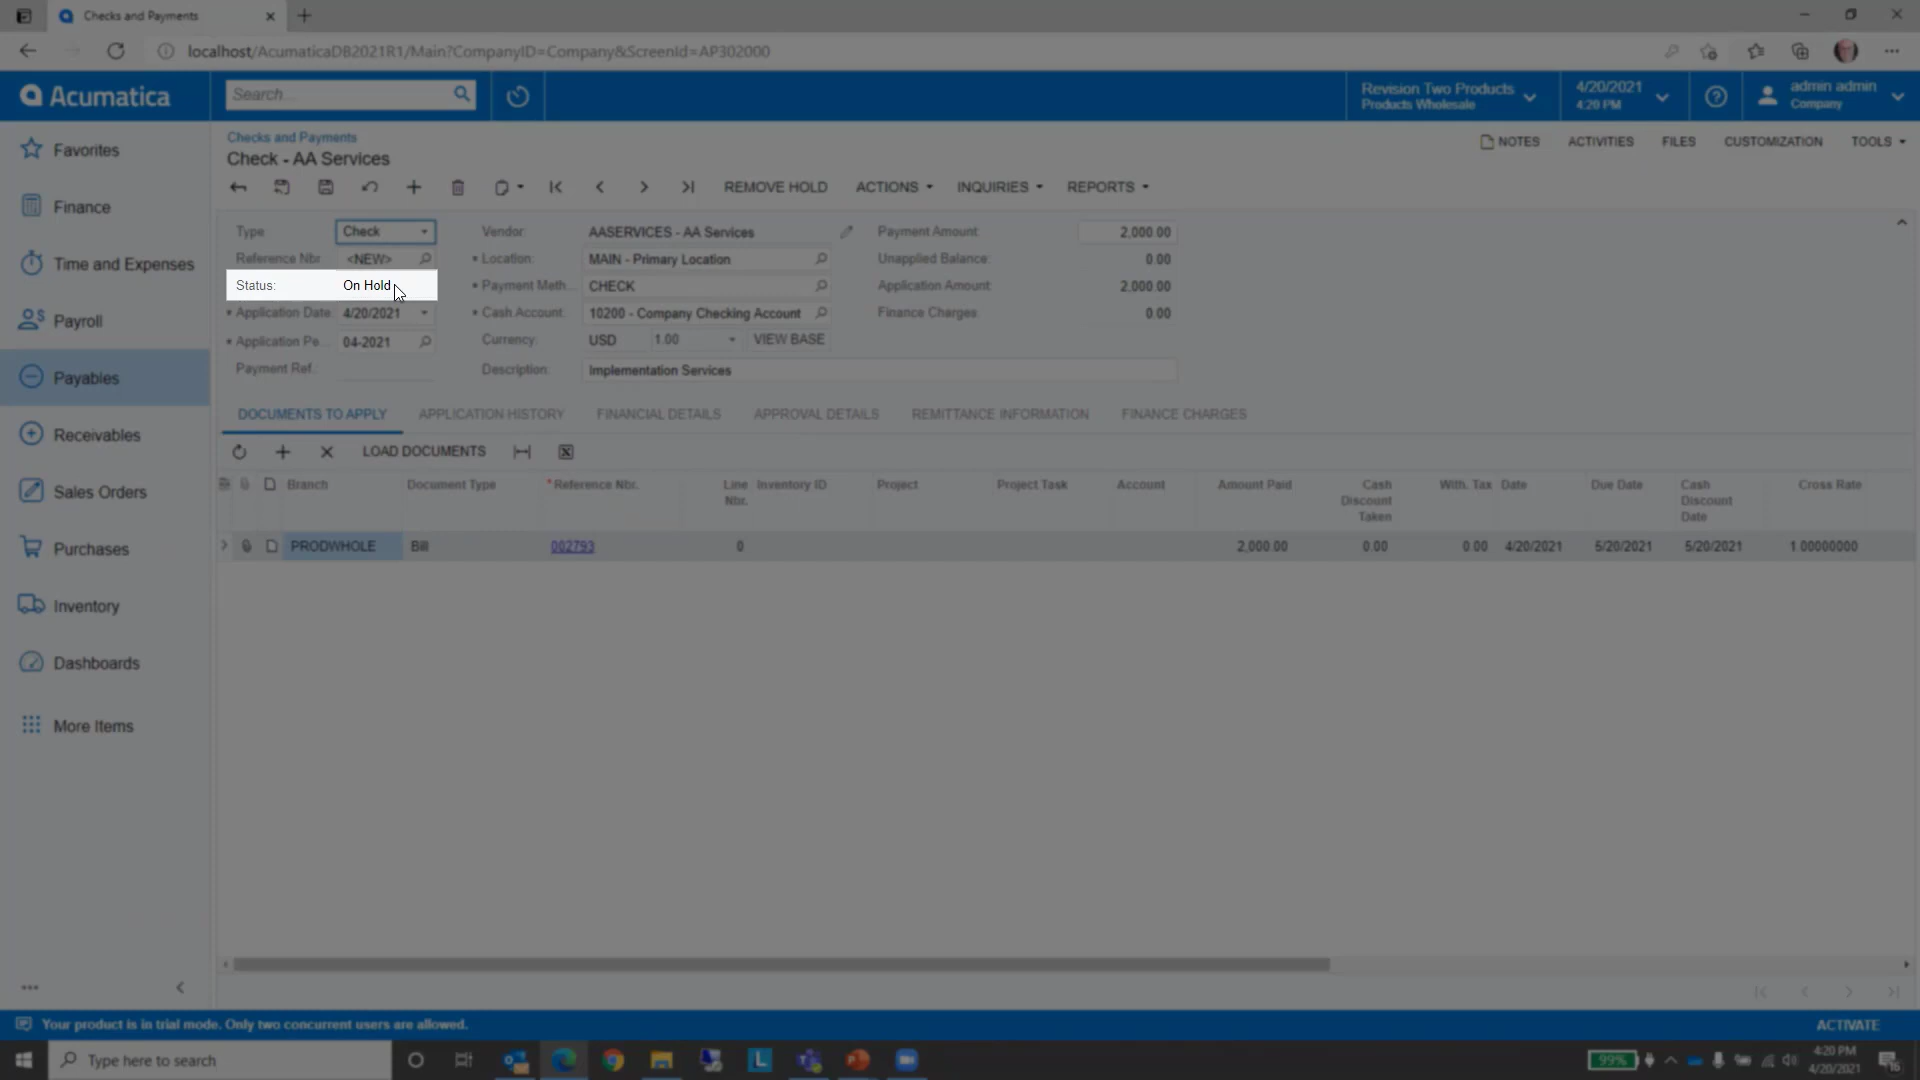 Checks and Payments
localhost/AcumaticaDB2021R1/Main?CompanyID=Company&ScreenId=AP302000
Acumatica
Search...
Revision Two Products
Products Wholesale
4/20/2021
4:20 PM
admin admin
Company
Favorites
Finance
Time and Expenses
Payroll
Payables
Receivables
Sales Orders
Purchases
Inventory
Dashboards
More Items
Checks and Payments
Check - AA Services
NOTES ACTIVITIES FILES CUSTOMIZATION TOOLS
REMOVE HOLD ACTIONS INQUIRIES REPORTS
Type Check Vendor: AASERVICES - AA Services Payment Amount: 2,000.00
Reference Nbr. <NEW> * Location: MAIN - Primary Location Unapplied Balance: 0.00
Status: On Hold * Payment Meth... CHECK Application Amount: 2,000.00
* Application Date: 4/20/2021 * Cash Account: 10200 - Company Checking Account Finance Charges: 0.00
* Application Pe... 04-2021 Currency: USD 1.00 VIEW BASE
Payment Ref.: Description: Implementation Services
DOCUMENTS TO APPLY APPLICATION HISTORY FINANCIAL DETAILS APPROVAL DETAILS REMITTANCE INFORMATION FINANCE CHARGES
LOAD DOCUMENTS
Branch Document Type * Reference Nbr. Line Nbr. Inventory ID Project Project Task Account Amount Paid Cash Discount Taken With. Tax Date Due Date Cash Discount Date Cross Rate
PRODWHOLE Bill 002793 0 2,000.00 0.00 0.00 4/20/2021 5/20/2021 5/20/2021 1.00000000
Your product is in trial mode. Only two concurrent users are allowed. ACTIVATE
Type here to search
99%
4:20 PM
4/20/2021
16